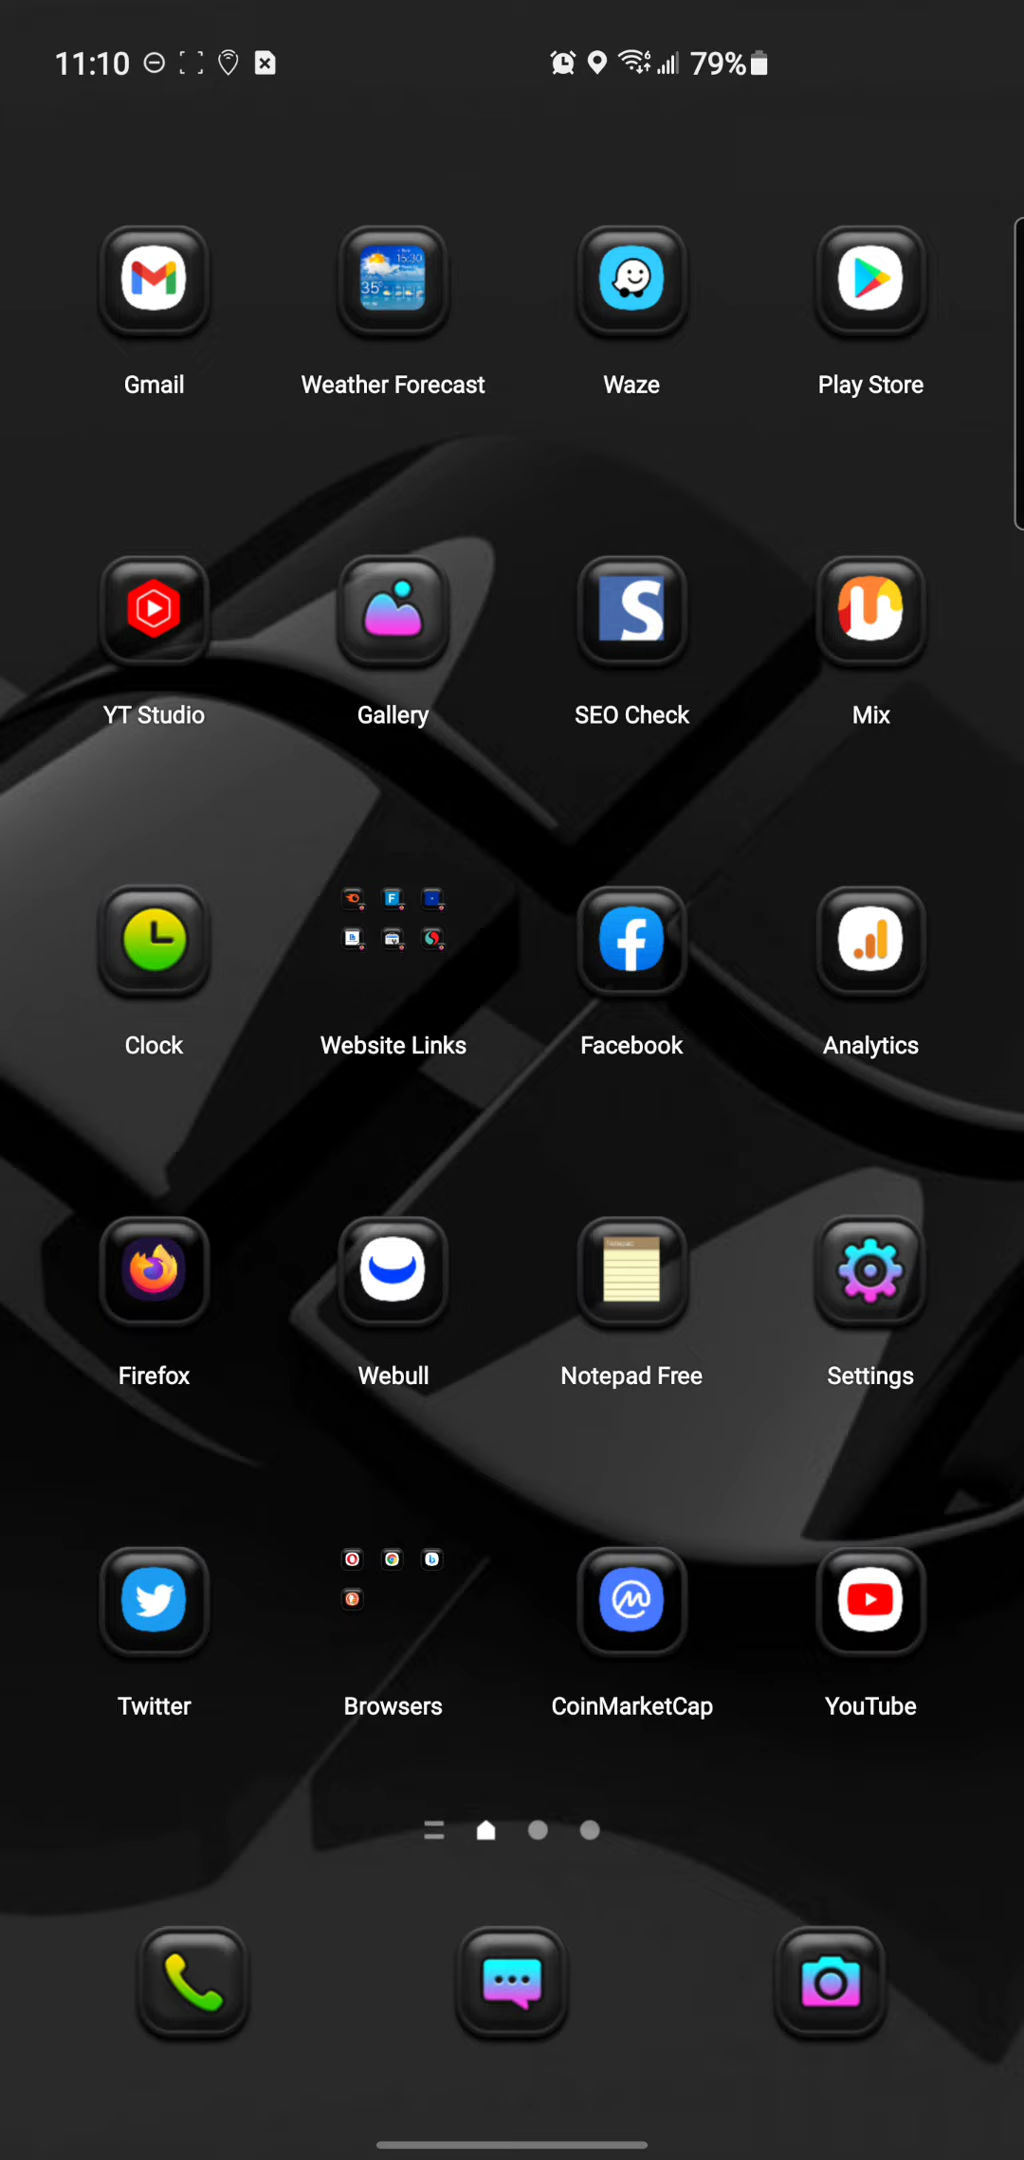 11:10 79%
Gmail Weather Forecast Waze Play Store
YT Studio Gallery SEO Check Mix
Clock Website Links Facebook Analytics
Firefox Webull Notepad Free Settings
Twitter Browsers CoinMarketCap YouTube